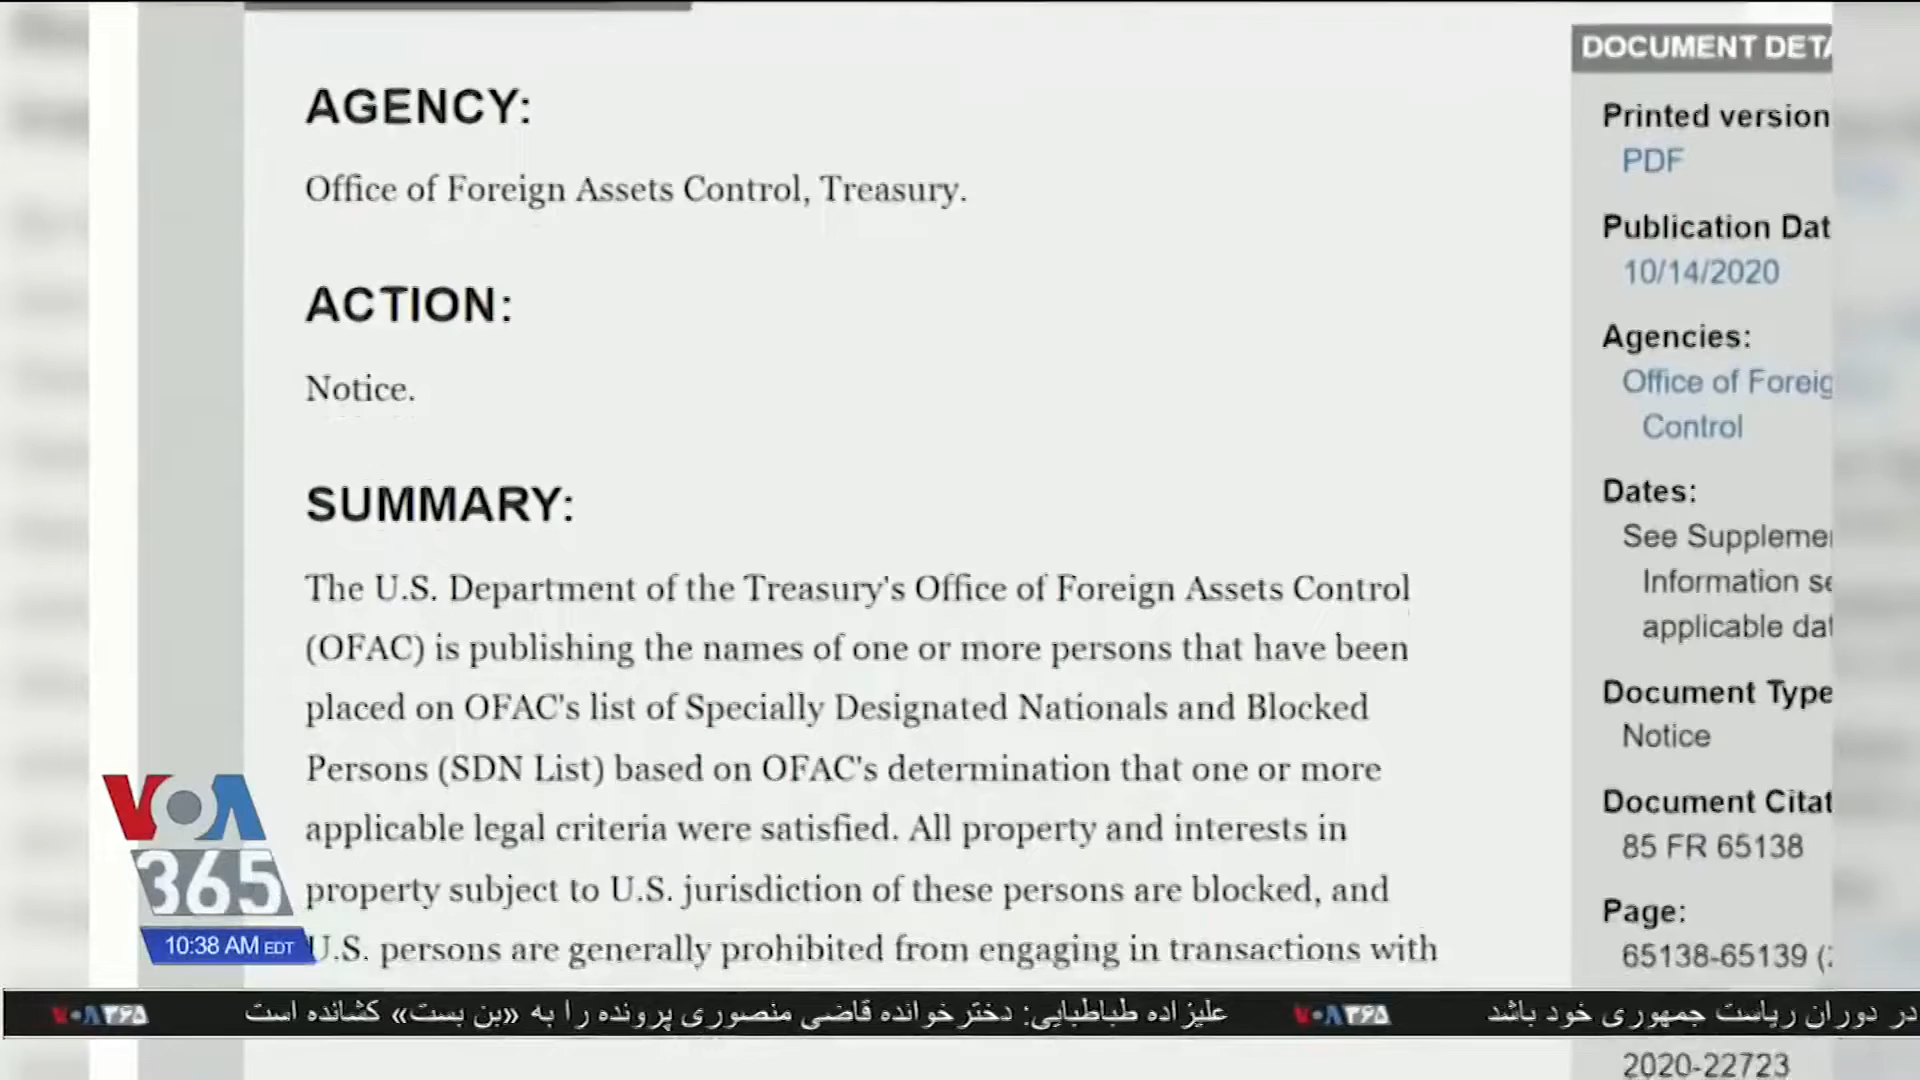 AGENCY:
Office of Foreign Assets Control, Treasury.
ACTION:
Notice.
SUMMARY:
The U.S. Department of the Treasury's Office of Foreign Assets Control
(OFAC) is publishing the names of one or more persons that have been
placed on OFAC's list of Specially Designated Nationals and Blocked
Persons (SDN List) based on OFAC's determination that one or more
applicable legal criteria were satisfied. All property and interests in
property subject to U.S. jurisdiction of these persons are blocked, and
U.S. persons are generally prohibited from engaging in transactions with
DOCUMENT DETA
Printed version
PDF
Publication Dat
10/14/2020
Agencies:
Office of Foreig
Control
Dates:
See Suppleme
Information se
applicable dat
Document Type
Notice
Document Citat
85 FR 65138
Page:
65138-65139 (2
2020-22723
VOA
365
10:38 AM EDT
در دوران ریاست جمهوری خود باشد VOA۳۶۵ علیزاده طباطبایی: دخترخوانده قاضی منصوری پرونده را به «بن بست» کشانده است VOA۳۶۵